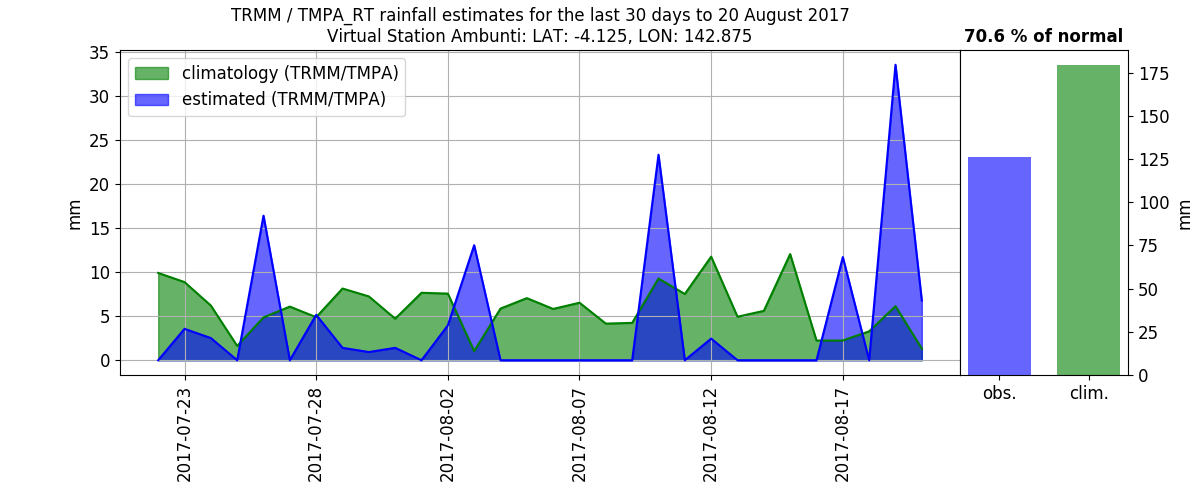 TRMM / TMPA_RT rainfall estimates for the last 30 days to 20 August 2017
Virtual Station Ambunti: LAT: -4.125, LON: 142.875
70.6 % of normal
climatology (TRMM/TMPA)
estimated (TRMM/TMPA)
mm
35
30
25
20
15
10
5
0
2017-07-23
2017-07-28
2017-08-02
2017-08-07
2017-08-12
2017-08-17
175
150
125
100
75
50
25
0
mm
obs.
clim.